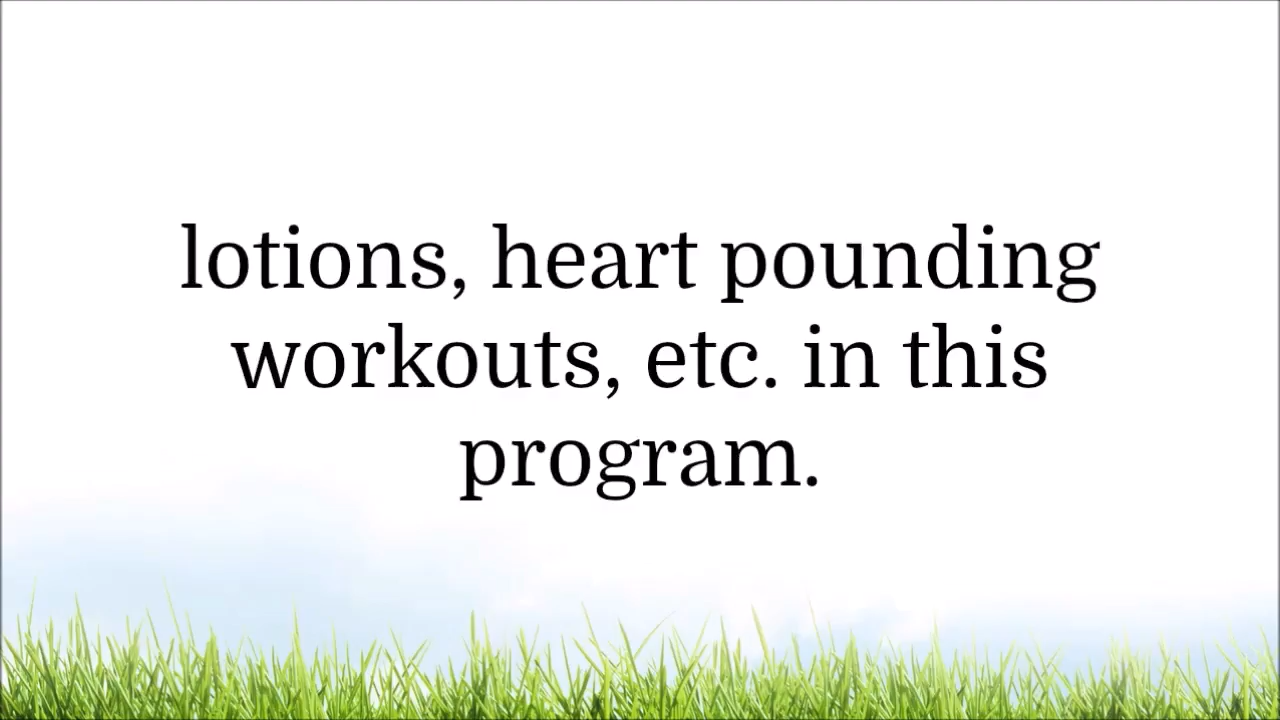 lotions, heart pounding
workouts, etc. in this
program.